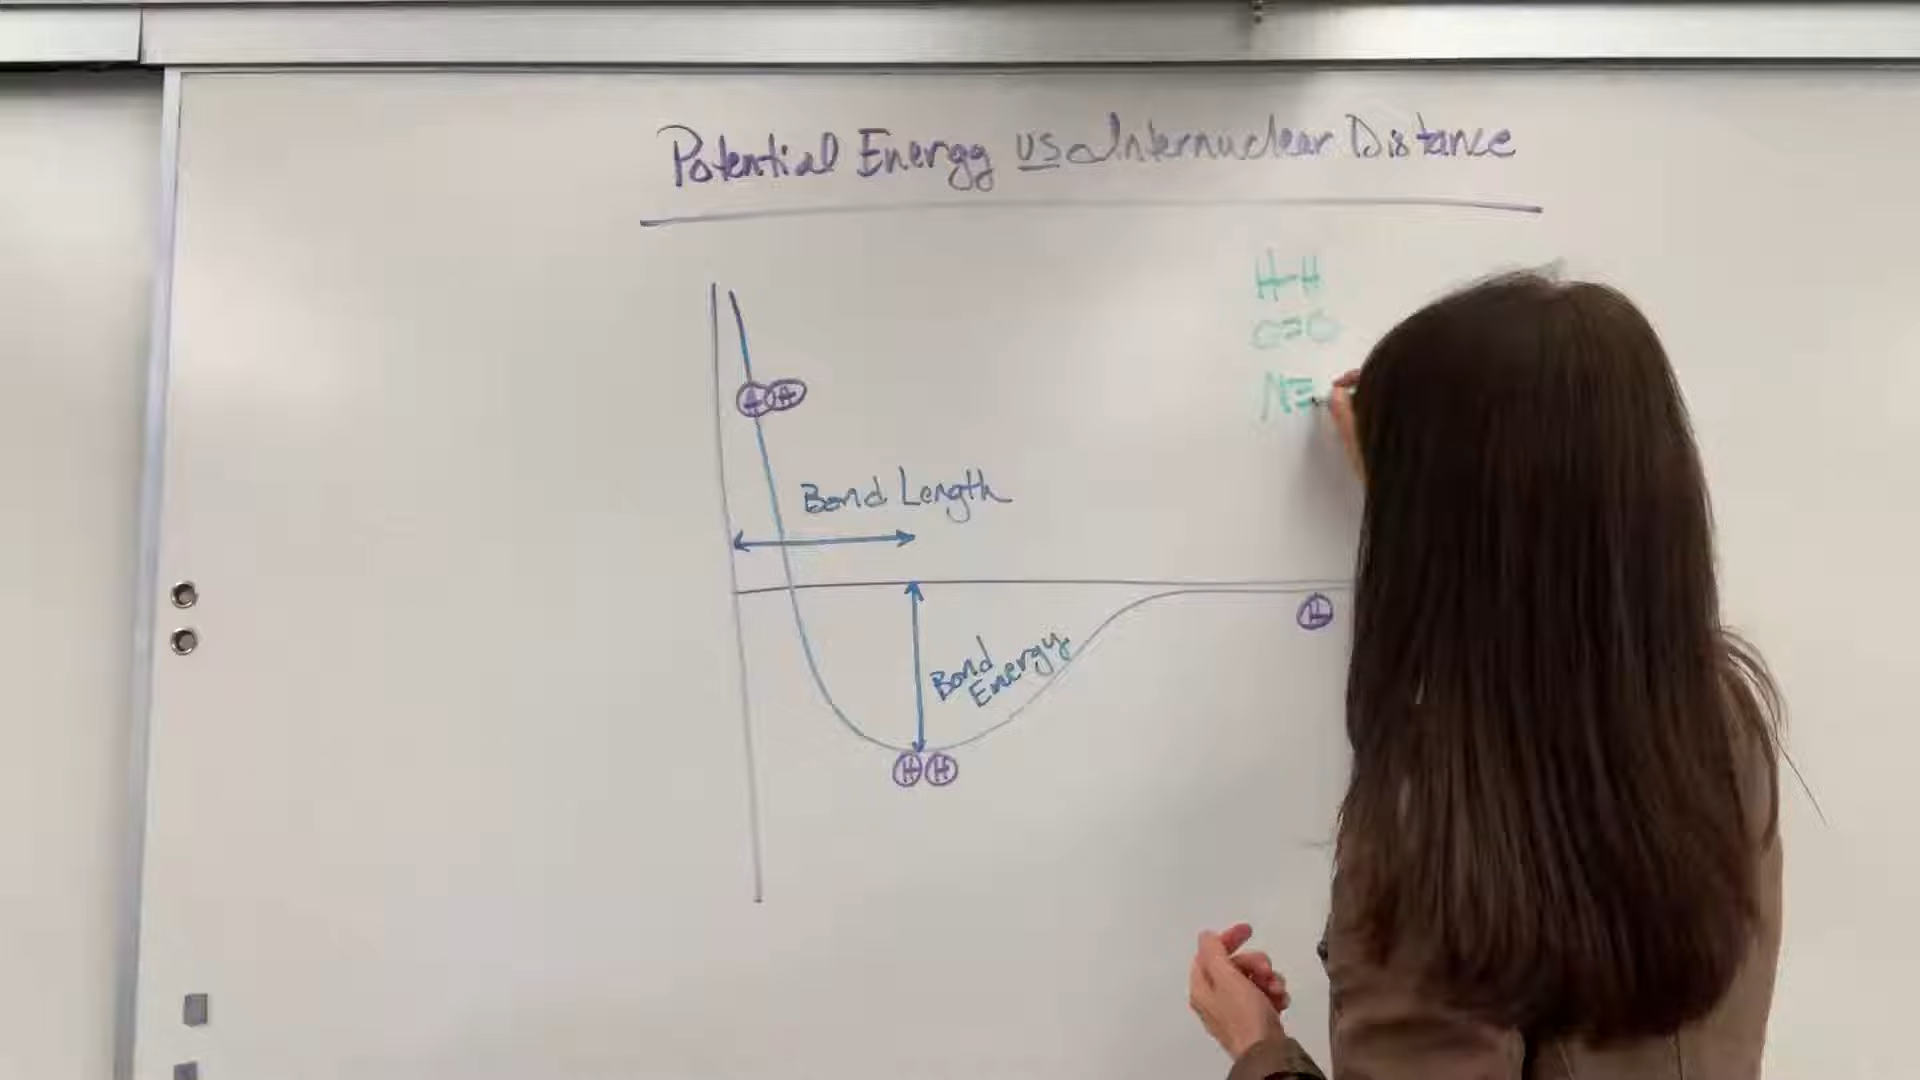 Potential Energy vs Internuclear Distance
H-H
O=O
N≡
H H
Bond Length
Bond
Energy
H
H H